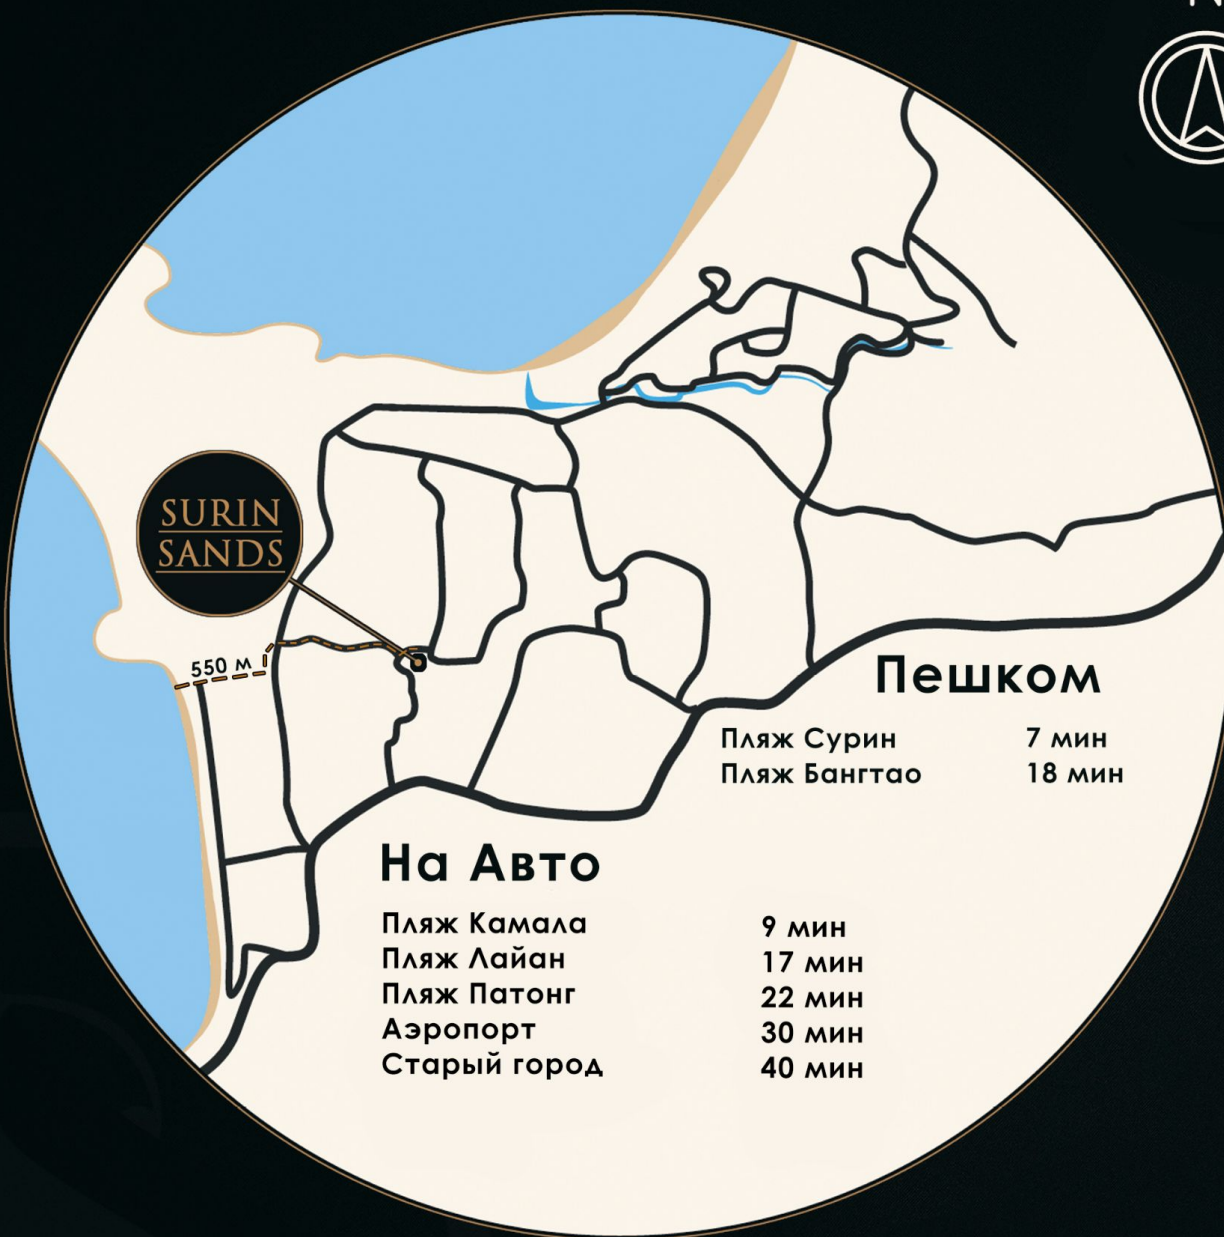 N
SURIN
SANDS
550 м
Пешком
Пляж Сурин 7 мин
Пляж Бангтао 18 мин
На Авто
Пляж Камала 9 мин
Пляж Лайан 17 мин
Пляж Патонг 22 мин
Аэропорт 30 мин
Старый город 40 мин